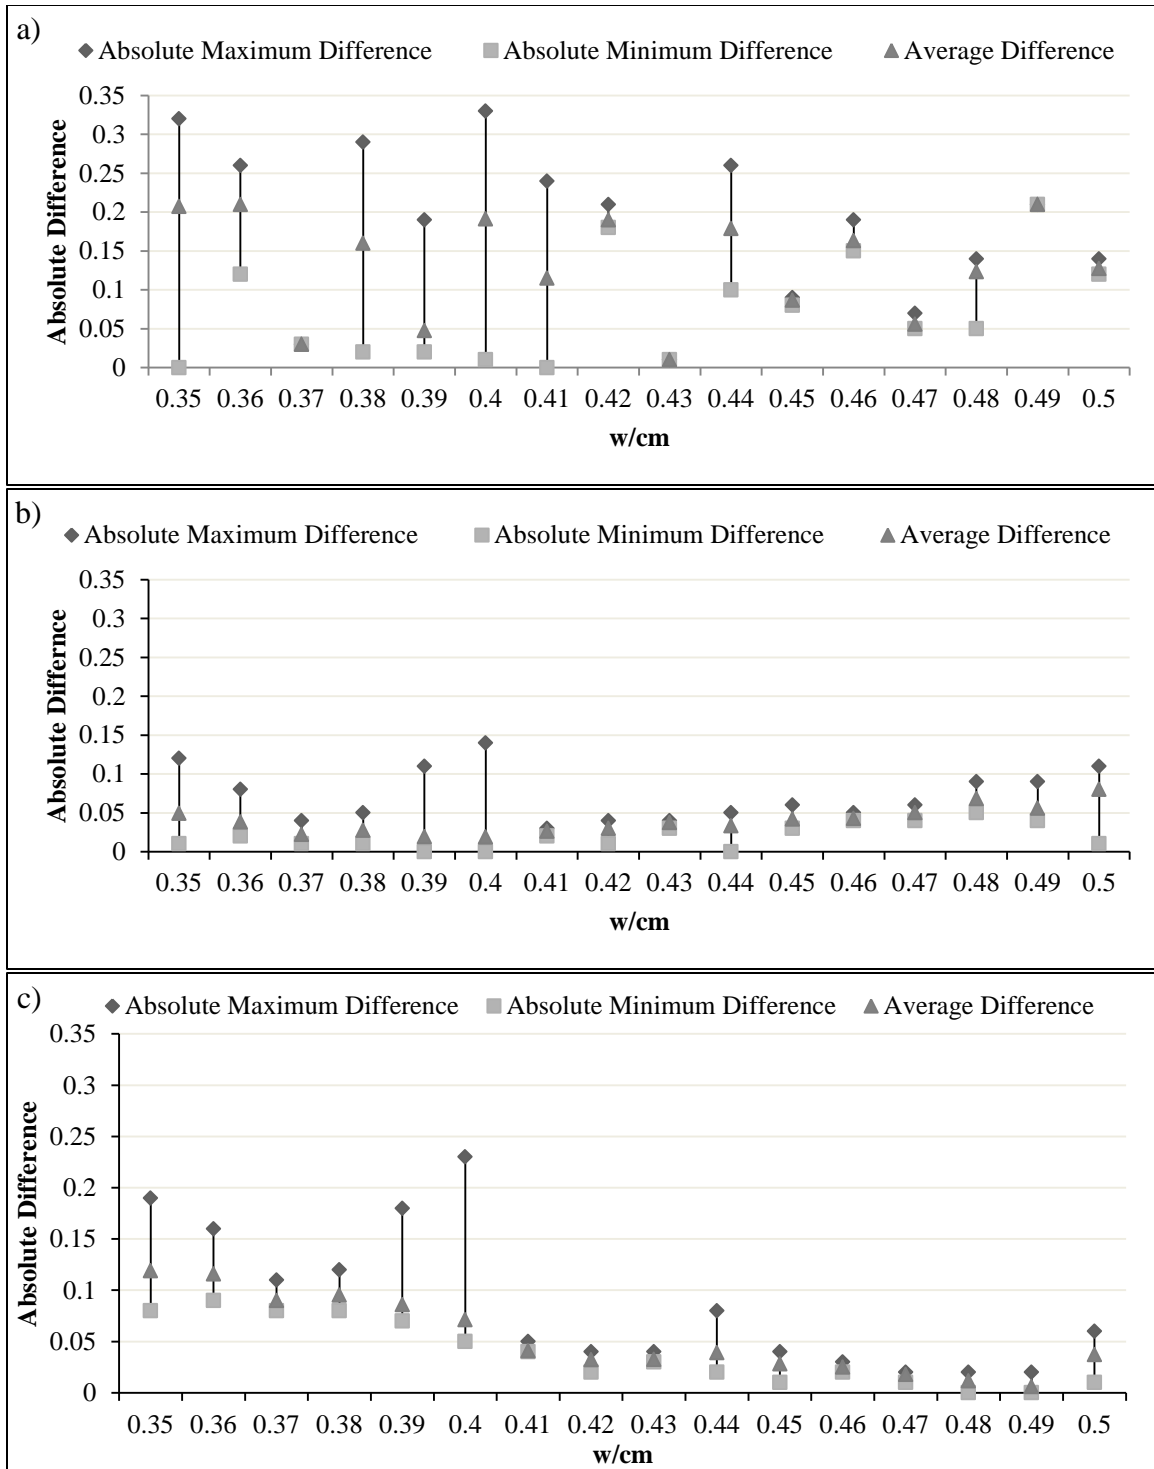 a)
Absolute Maximum Difference Absolute Minimum Difference Average Difference
Absolute Difference
0.35
0.3
0.25
0.2
0.15
0.1
0.05
0
0.35 0.36 0.37 0.38 0.39 0.4 0.41 0.42 0.43 0.44 0.45 0.46 0.47 0.48 0.49 0.5
w/cm
b)
Absolute Maximum Difference Absolute Minimum Difference Average Difference
Absolute Differnce
0.35
0.3
0.25
0.2
0.15
0.1
0.05
0
0.35 0.36 0.37 0.38 0.39 0.4 0.41 0.42 0.43 0.44 0.45 0.46 0.47 0.48 0.49 0.5
w/cm
c)
Absolute Maximum Difference Absolute Minimum Difference Average Difference
Absolute Difference
0.35
0.3
0.25
0.2
0.15
0.1
0.05
0
0.35 0.36 0.37 0.38 0.39 0.4 0.41 0.42 0.43 0.44 0.45 0.46 0.47 0.48 0.49 0.5
w/cm